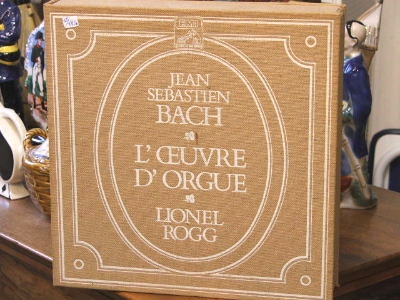 JEAN
SEBASTIEN
BACH
L'ŒUVRE
D'ORGUE
LIONEL
ROGG